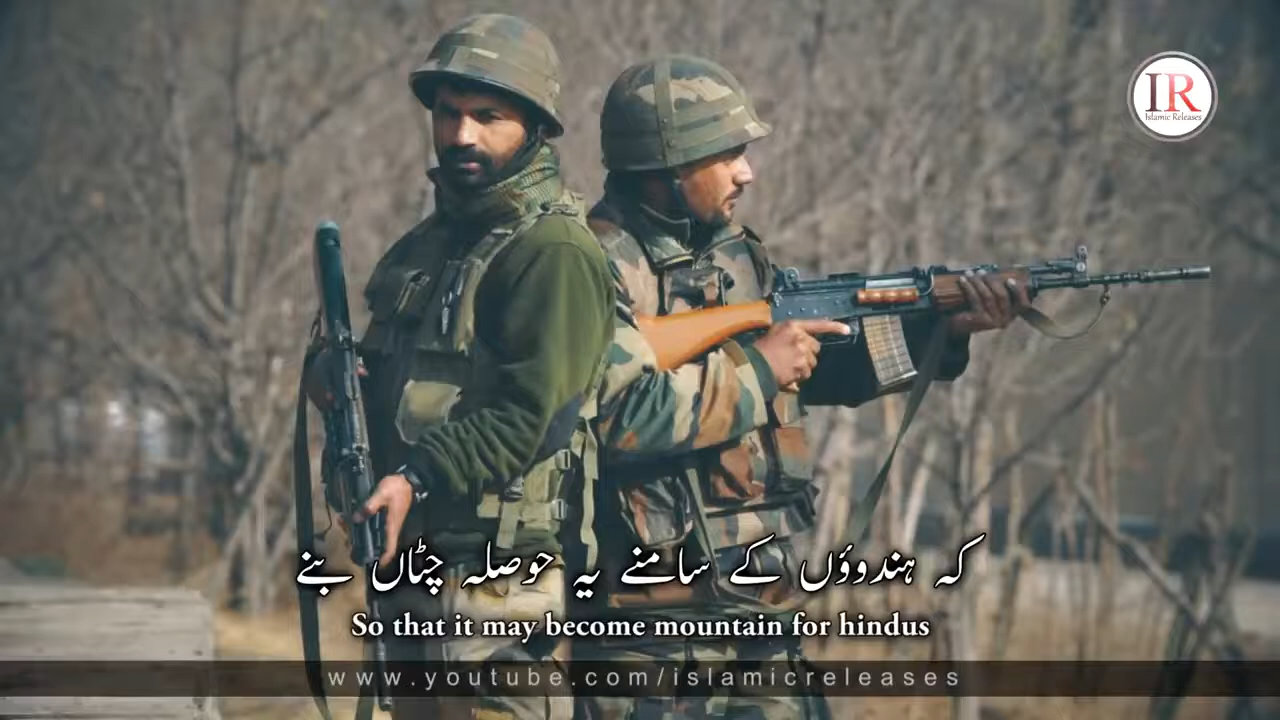 IR
Islamic Releases
کہ ہندوؤں کے سامنے یہ حوصلہ چٹاں بنے
So that it may become mountain for hindus
www.youtube.com/islamicreleases